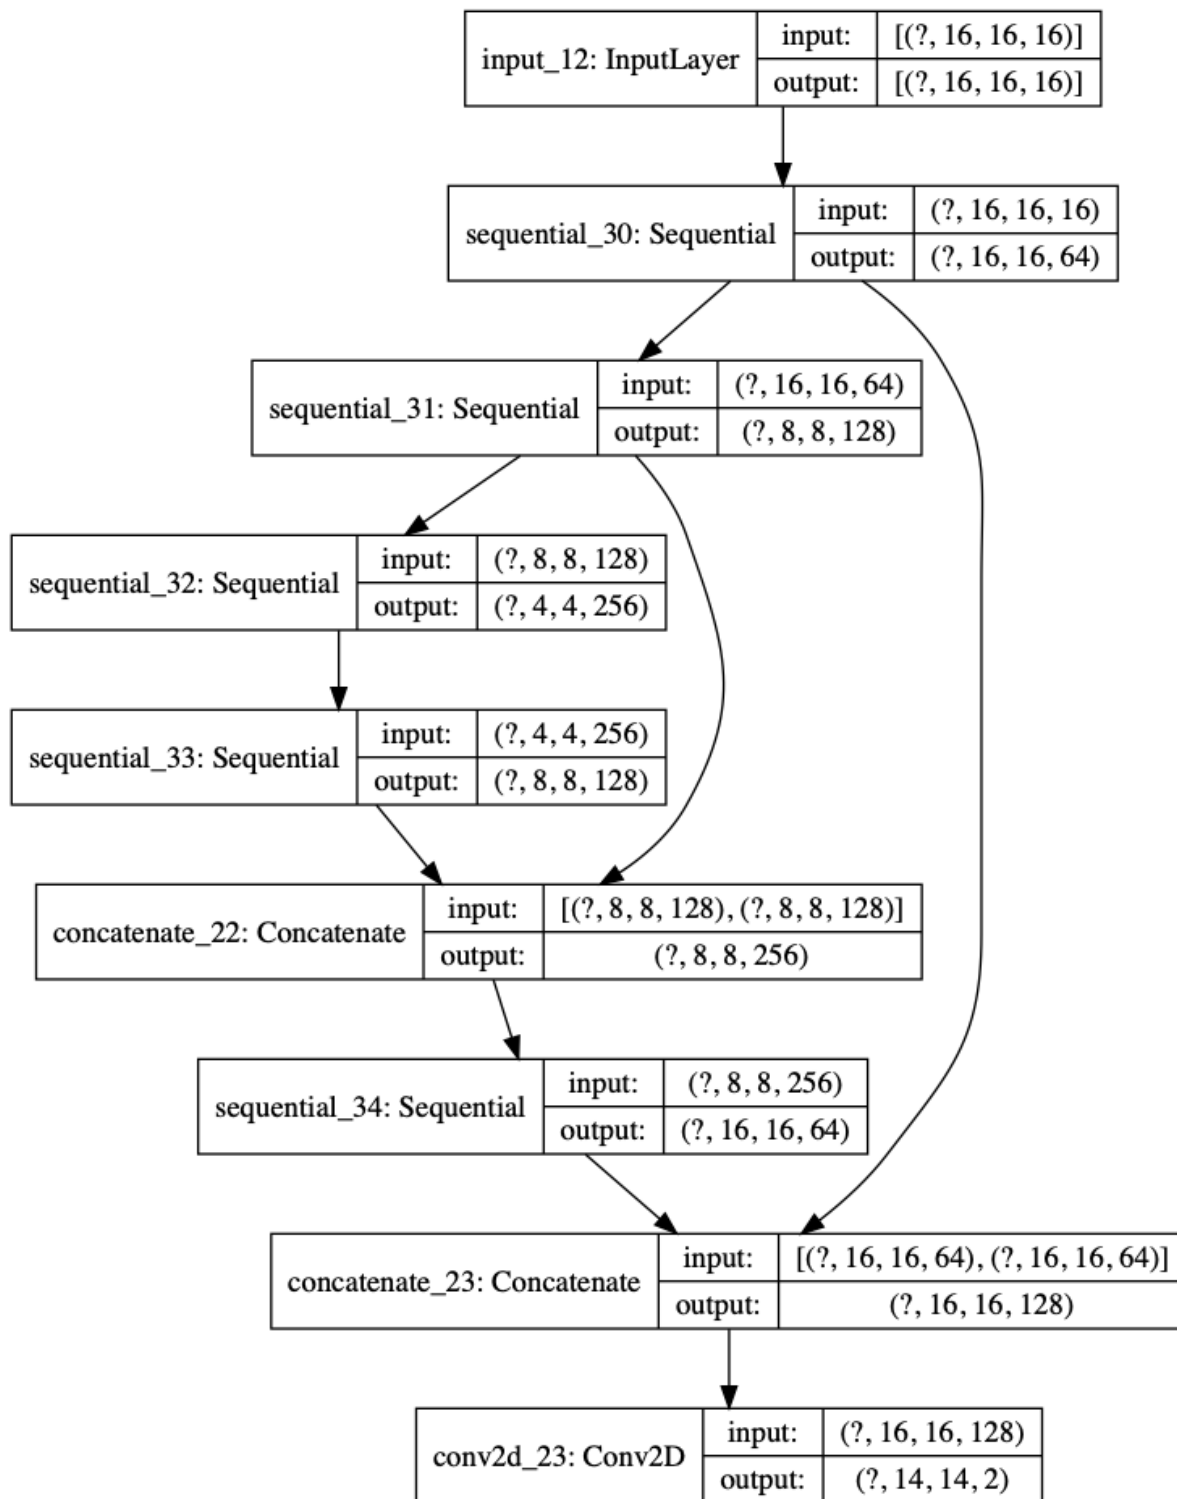 input_12: InputLayer
input: [(?, 16, 16, 16)]
output: [(?, 16, 16, 16)]
sequential_30: Sequential
input: (?, 16, 16, 16)
output: (?, 16, 16, 64)
sequential_31: Sequential
input: (?, 16, 16, 64)
output: (?, 8, 8, 128)
sequential_32: Sequential
input: (?, 8, 8, 128)
output: (?, 4, 4, 256)
sequential_33: Sequential
input: (?, 4, 4, 256)
output: (?, 8, 8, 128)
concatenate_22: Concatenate
input: [(?, 8, 8, 128), (?, 8, 8, 128)]
output: (?, 8, 8, 256)
sequential_34: Sequential
input: (?, 8, 8, 256)
output: (?, 16, 16, 64)
concatenate_23: Concatenate
input: [(?, 16, 16, 64), (?, 16, 16, 64)]
output: (?, 16, 16, 128)
conv2d_23: Conv2D
input: (?, 16, 16, 128)
output: (?, 14, 14, 2)